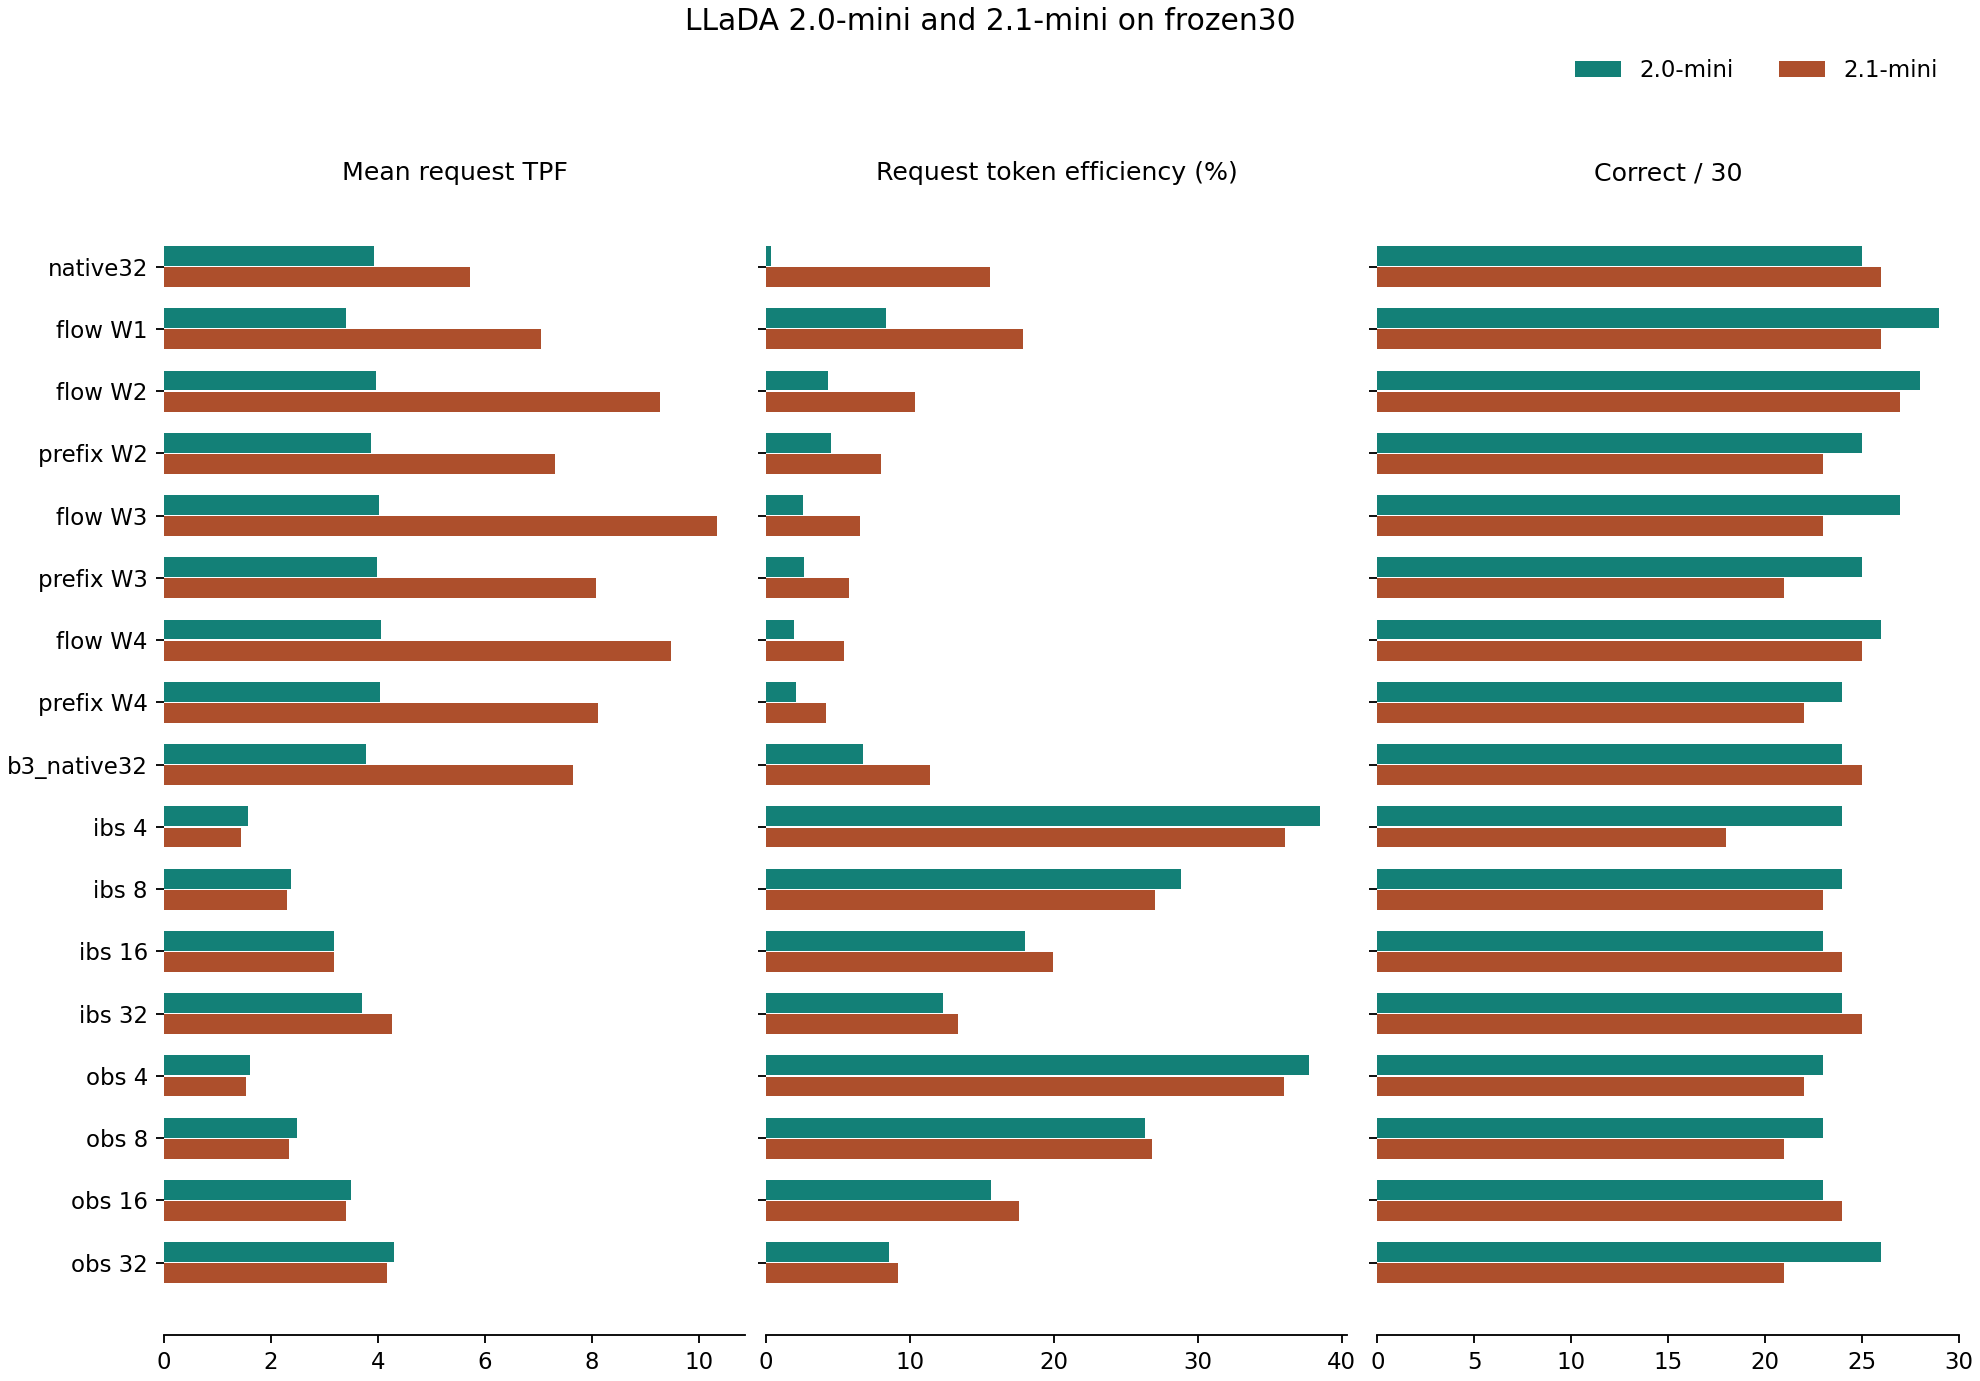 LLaDA 2.0-mini and 2.1-mini on frozen30
2.0-mini 2.1-mini
Mean request TPF
Request token efficiency (%)
Correct / 30
native32
flow W1
flow W2
prefix W2
flow W3
prefix W3
flow W4
prefix W4
b3_native32
ibs 4
ibs 8
ibs 16
ibs 32
obs 4
obs 8
obs 16
obs 32
0 2 4 6 8 10
0 10 20 30 40
0 5 10 15 20 25 30